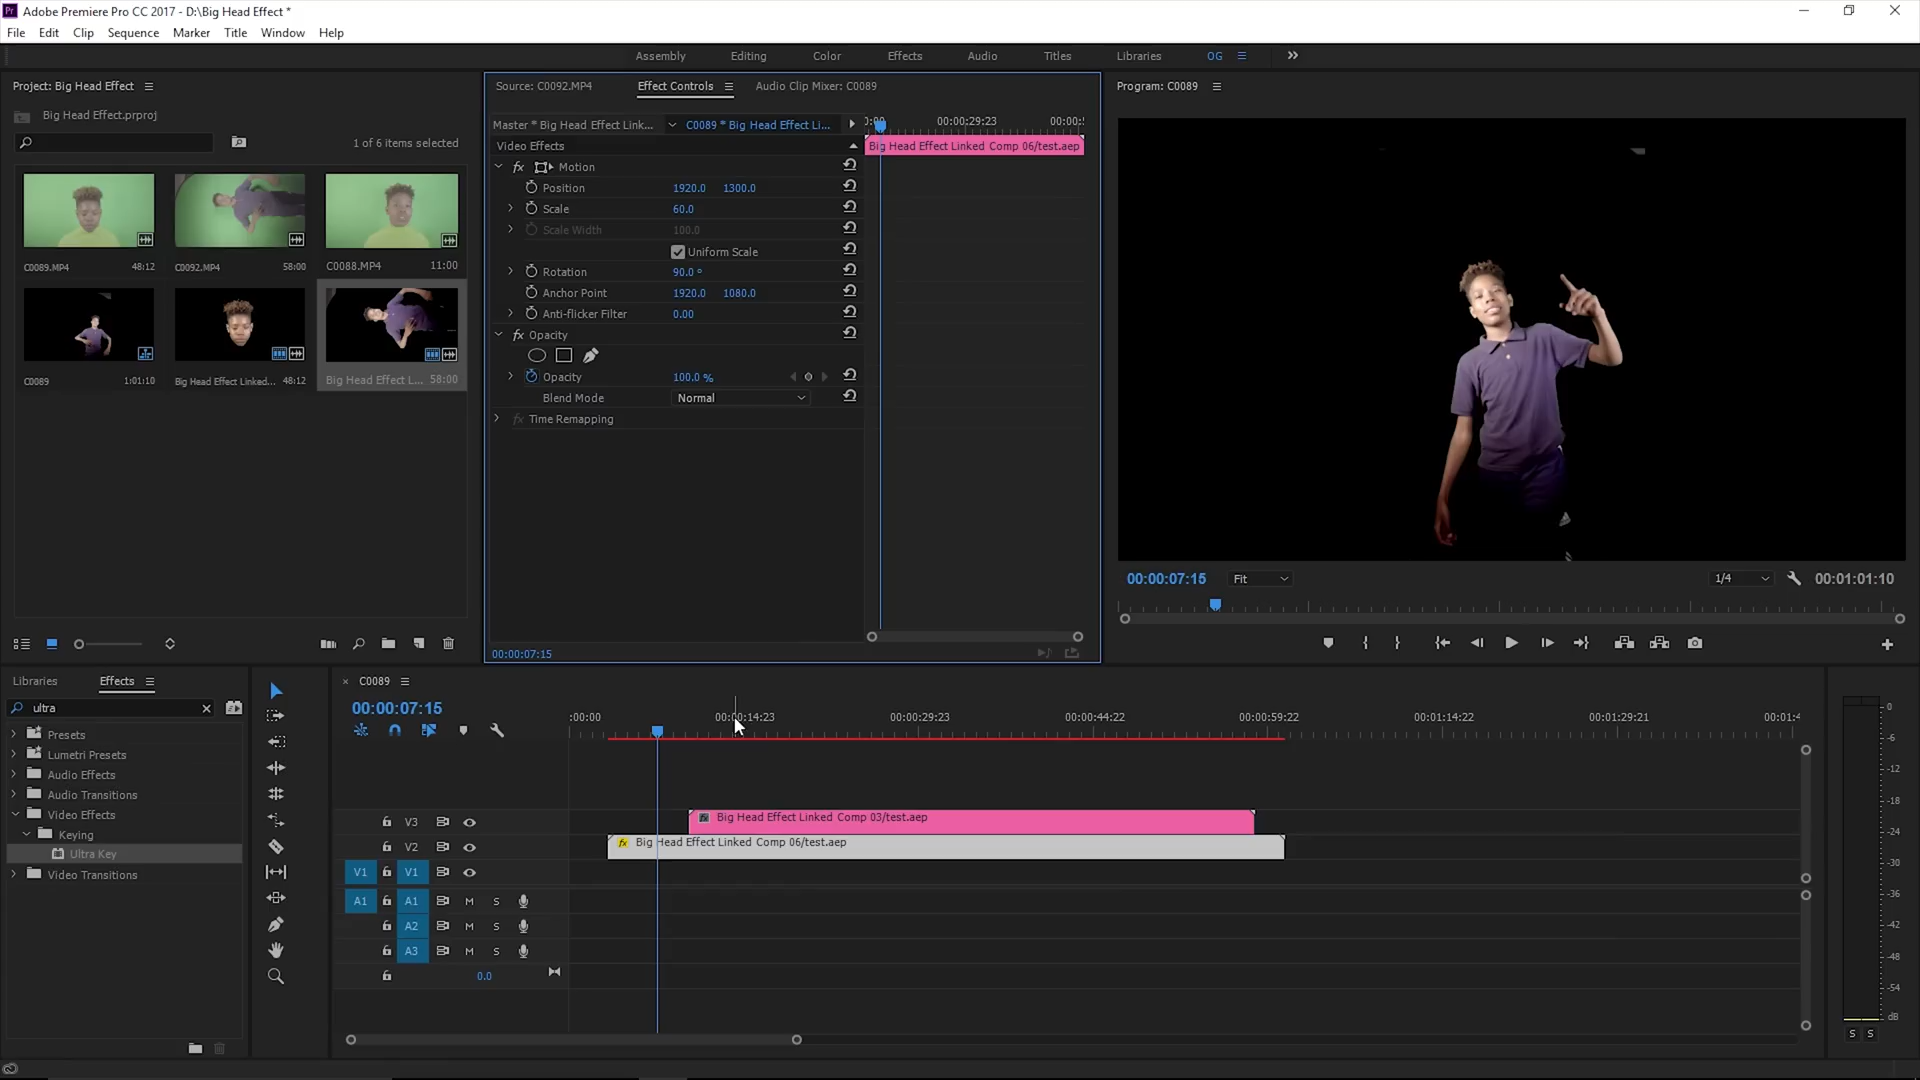 Adobe Premiere Pro CC 2017 - D:\Big Head Effect *
File Edit Clip Sequence Marker Title Window Help
Assembly Editing Color Effects Audio Titles Libraries OG
Project: Big Head Effect
Big Head Effect.prproj
1 of 6 items selected
C0089.MP4 48:12
C0092.MP4 58:00
C0088.MP4 11:00
C0089 1:01:10
Big Head Effect Linked... 48:12
Big Head Effect L... 58:00
Source: C0092.MP4 Effect Controls Audio Clip Mixer: C0089
Master * Big Head Effect Link... C0089 * Big Head Effect Li...
00:00:29:23
Video Effects
Big Head Effect Linked Comp 06/test.aep
fx Motion
Position 1920.0 1300.0
Scale 60.0
Scale Width 100.0
Uniform Scale
Rotation 90.0 °
Anchor Point 1920.0 1080.0
Anti-flicker Filter 0.00
fx Opacity
Opacity 100.0 %
Blend Mode Normal
fx Time Remapping
00:00:07:15
Program: C0089
00:00:07:15 Fit 1/4 00:01:01:10
Libraries Effects
ultra
Presets
Lumetri Presets
Audio Effects
Audio Transitions
Video Effects
Keying
Ultra Key
Video Transitions
C0089
00:00:07:15
:00:00 00:00:14:23 00:00:29:23 00:00:44:22 00:00:59:22 00:01:14:22 00:01:29:21 00:01:4
V3 Big Head Effect Linked Comp 03/test.aep
V2 fx Big Head Effect Linked Comp 06/test.aep
V1 V1
A1 A1 M S
A2 M S
A3 M S
0.0
0
-6
-12
-18
-24
-30
-36
-42
-48
-54
dB
S S